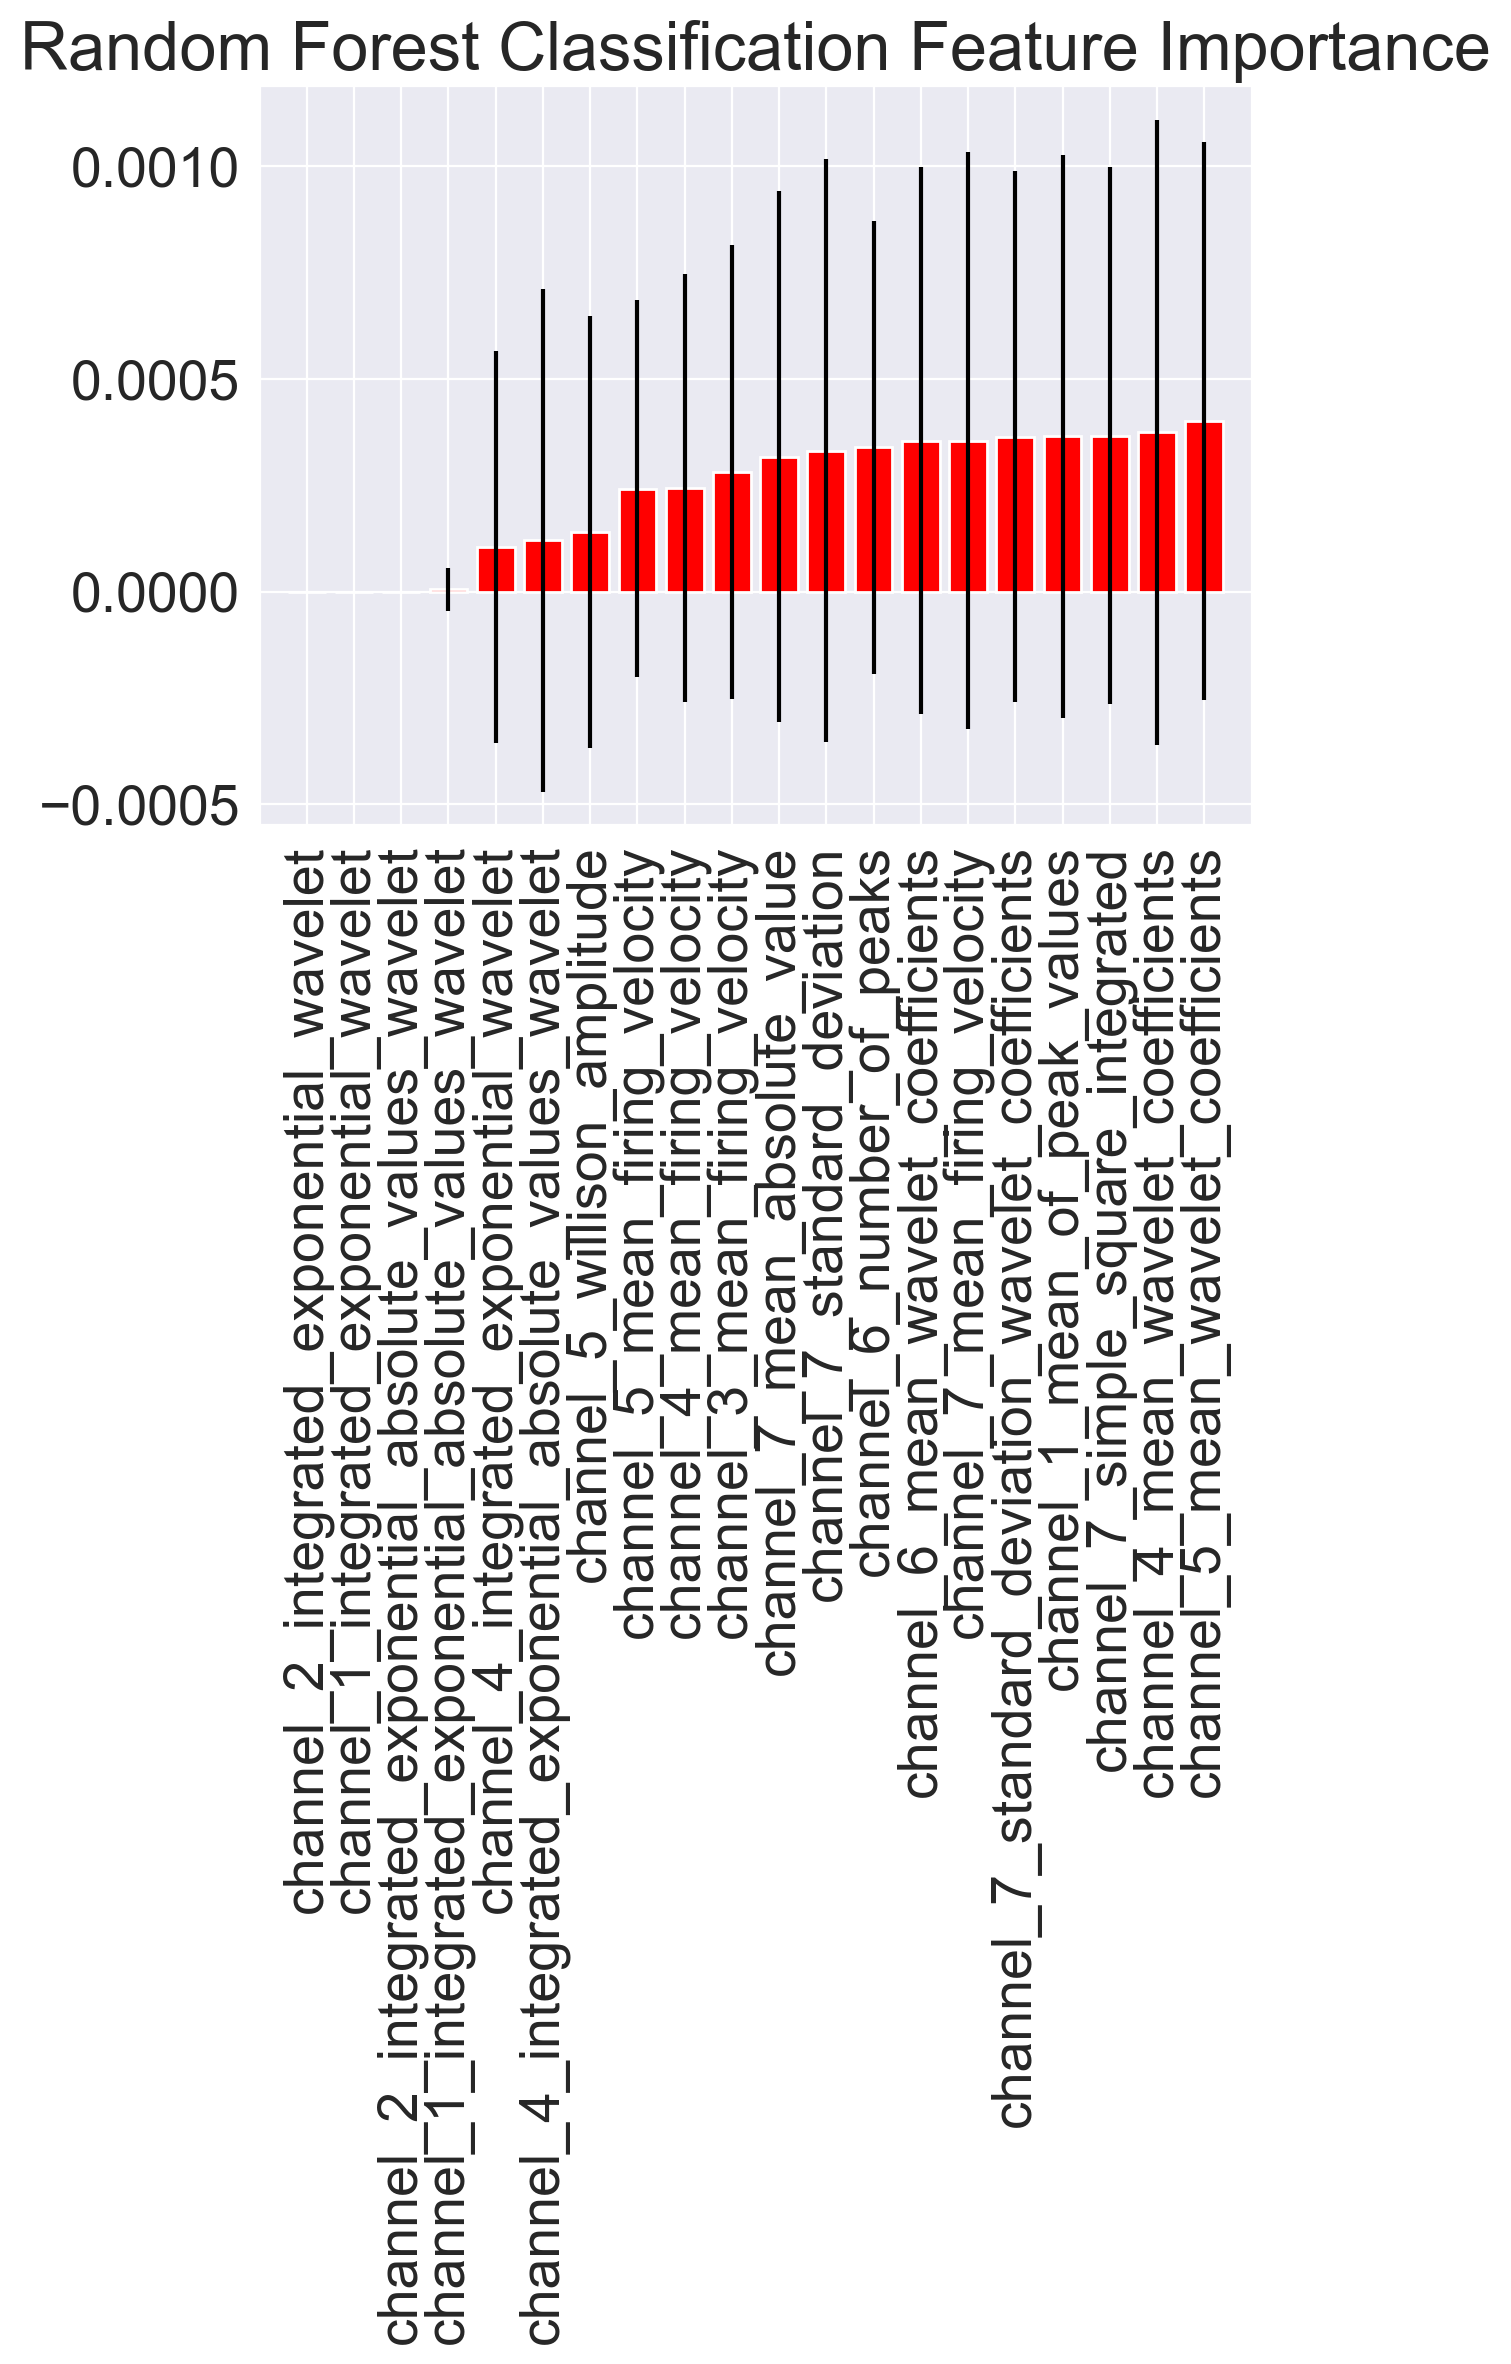 Random Forest Classification Feature Importance
0.0010
0.0005
0.0000
−0.0005
channel_2_integrated_exponential_wavelet
channel_1_integrated_exponential_wavelet
channel_2_integrated_exponential_absolute_values_wavelet
channel_1_integrated_exponential_absolute_values_wavelet
channel_4_integrated_exponential_wavelet
channel_4_integrated_exponential_absolute_values_wavelet
channel_5_willison_amplitude
channel_5_mean_firing_velocity
channel_4_mean_firing_velocity
channel_3_mean_firing_velocity
channel_7_mean_absolute_value
channel_7_standard_deviation
channel_6_number_of_peaks
channel_6_mean_wavelet_coefficients
channel_7_mean_firing_velocity
channel_7_standard_deviation_wavelet_coefficients
channel_1_mean_of_peak_values
channel_7_simple_square_integrated
channel_4_mean_wavelet_coefficients
channel_5_mean_wavelet_coefficients